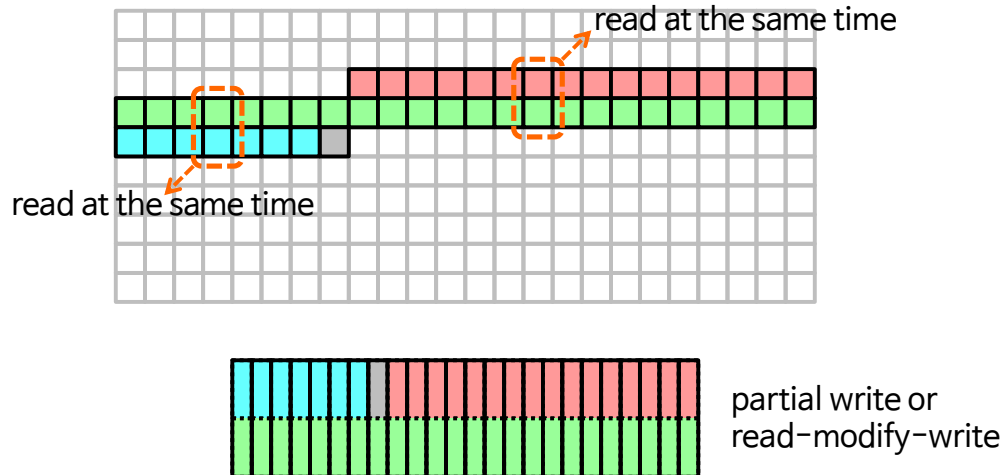 read at the same time
read at the same time
partial write or
read-modify-write